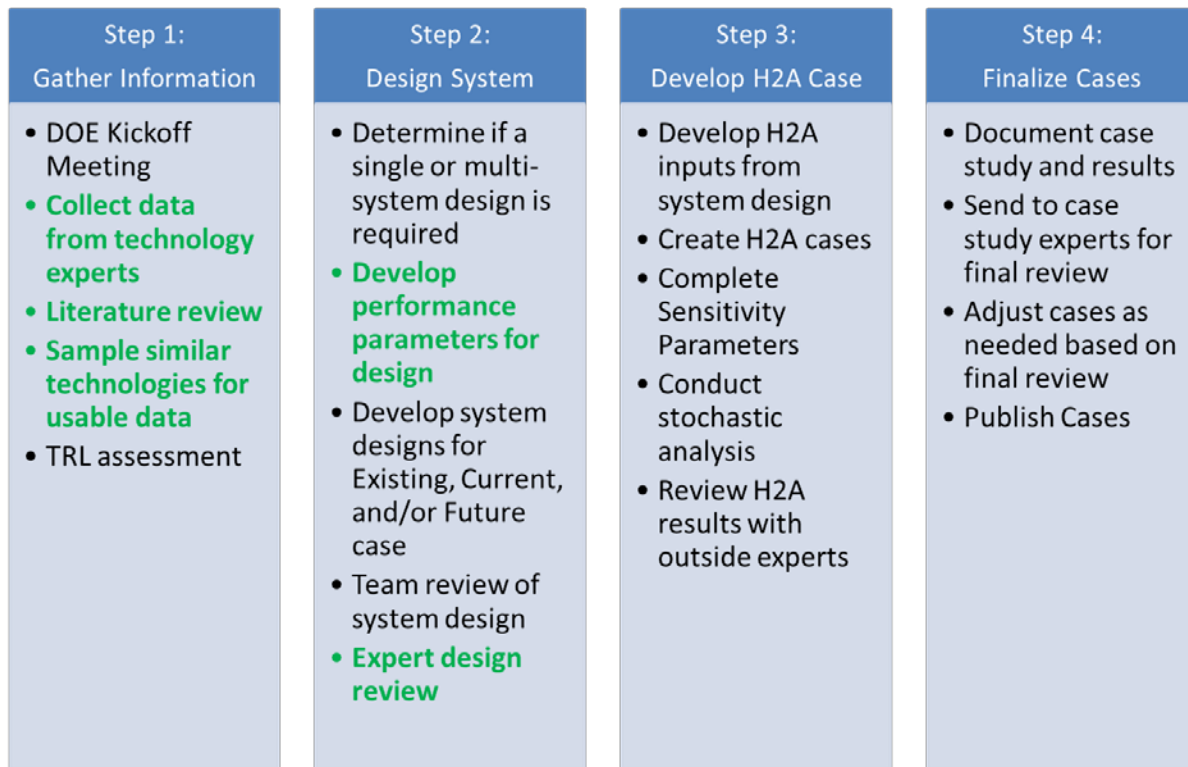 Step 1:
Gather Information
• DOE Kickoff
Meeting
• Collect data
from technology
experts
• Literature review
• Sample similar
technologies for
usable data
• TRL assessment
Step 2:
Design System
• Determine if a
single or multi-
system design is
required
• Develop
performance
parameters for
design
• Develop system
designs for
Existing, Current,
and/or Future
case
• Team review of
system design
• Expert design
review
Step 3:
Develop H2A Case
• Develop H2A
inputs from
system design
• Create H2A cases
• Complete
Sensitivity
Parameters
• Conduct
stochastic
analysis
• Review H2A
results with
outside experts
Step 4:
Finalize Cases
• Document case
study and results
• Send to case
study experts for
final review
• Adjust cases as
needed based on
final review
• Publish Cases